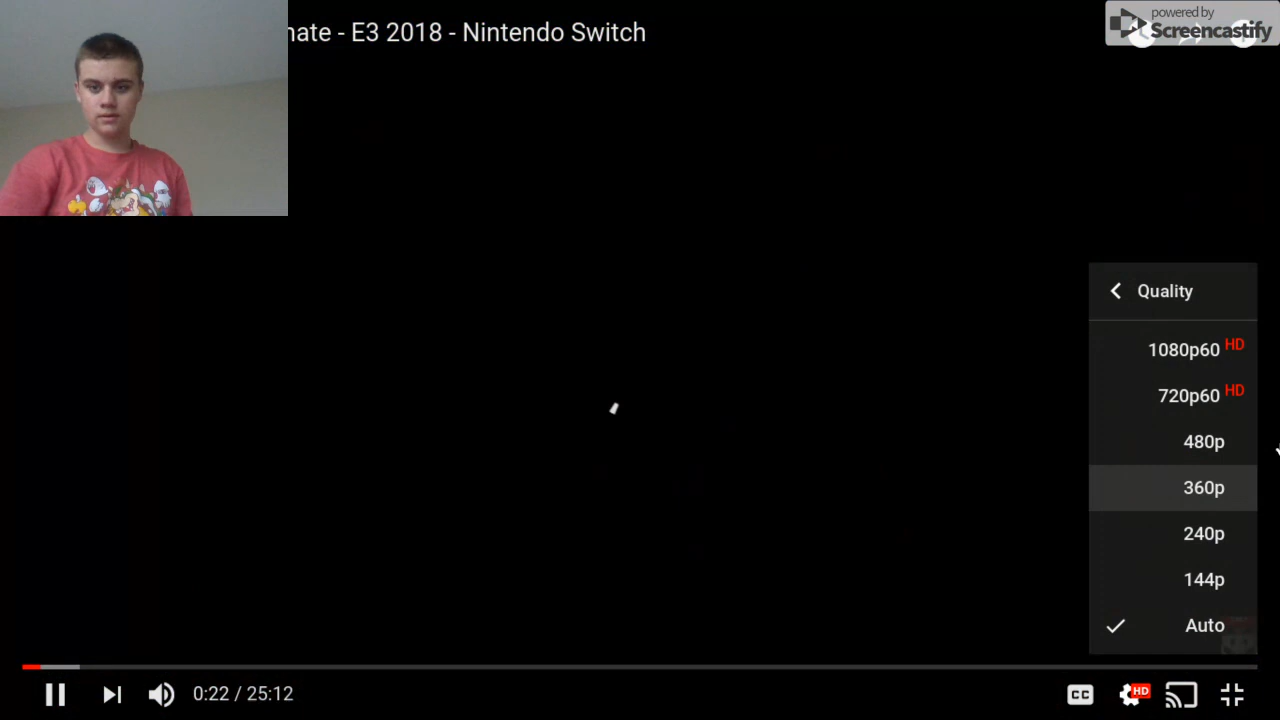 nate - E3 2018 - Nintendo Switch
powered by
Screencastify
Quality
1080p60 HD
720p60 HD
480p
360p
240p
144p
Auto
0:22 / 25:12
CC
HD